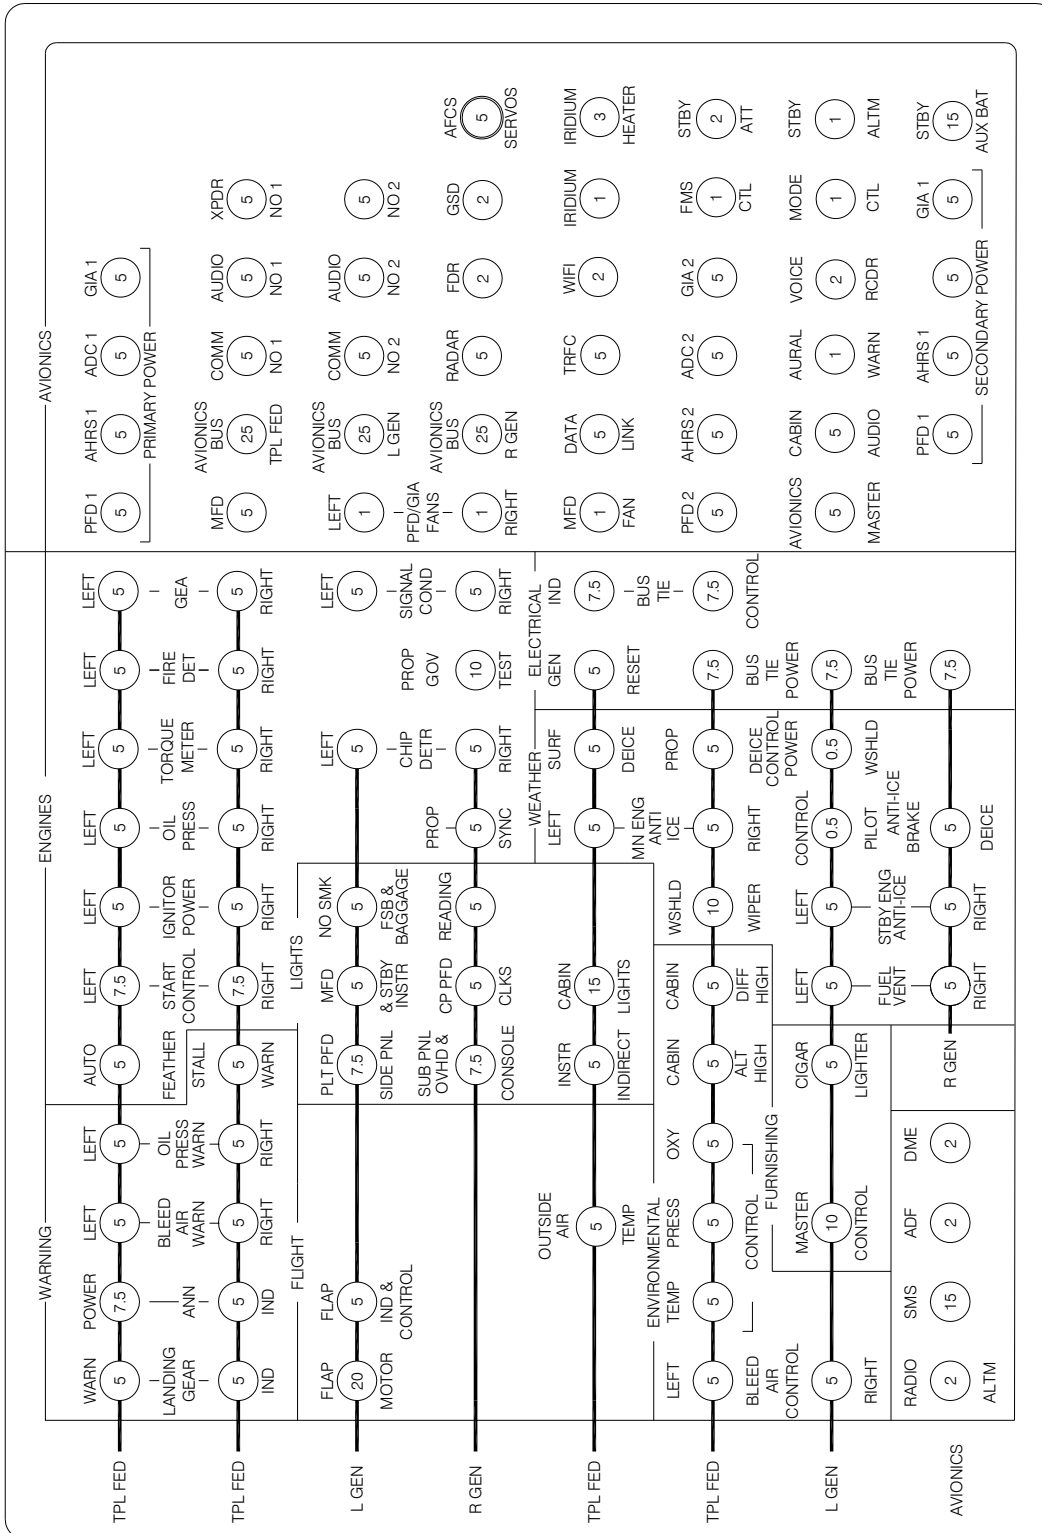 WARNING ENGINES AVIONICS
WARN POWER LEFT LEFT AUTO LEFT LEFT LEFT LEFT LEFT LEFT PFD 1 AHRS 1 ADC 1 GIA 1
TPL FED 5 7.5 5 5 5 7.5 5 5 5 5 5 5 5 5 5
LANDING ANN BLEED OIL FEATHER START IGNITOR OIL TORQUE FIRE GEA PRIMARY POWER
GEAR AIR PRESS CONTROL POWER PRESS METER DET
WARN WARN
STALL AVIONICS
MFD BUS COMM AUDIO XPDR
TPL FED 5 5 5 5 5 7.5 5 5 5 5 5 5 25 5 5 5
IND IND RIGHT RIGHT WARN RIGHT RIGHT RIGHT RIGHT RIGHT RIGHT TPL FED NO 1 NO 1 NO 1
FLIGHT LIGHTS
AVIONICS
FLAP FLAP PLT PFD MFD NO SMK LEFT LEFT LEFT BUS COMM AUDIO
L GEN 20 5 7.5 5 5 5 5 1 25 5 5 5
MOTOR IND & SIDE PNL & STBY FSB & CHIP SIGNAL PFD/GIA L GEN NO 2 NO 2 NO 2
CONTROL INSTR BAGGAGE DETR COND FANS
SUB PNL PROP AVIONICS
OVHD & CP PFD READING PROP GOV BUS RADAR FDR GSD AFCS
R GEN 7.5 5 5 5 5 10 5 1 25 5 2 2 5
CONSOLE CLKS SYNC RIGHT TEST RIGHT RIGHT R GEN SERVOS
WEATHER ELECTRICAL
OUTSIDE
AIR INSTR CABIN LEFT SURF GEN IND MFD DATA TRFC WIFI IRIDIUM IRIDIUM
TPL FED 5 5 15 5 5 5 7.5 1 5 5 2 1 3
TEMP INDIRECT LIGHTS MN ENG DEICE RESET BUS FAN LINK HEATER
ANTI TIE
ICE
ENVIRONMENTAL
LEFT TEMP PRESS OXY CABIN CABIN WSHLD PROP PFD 2 AHRS 2 ADC 2 GIA 2 FMS STBY
TPL FED 5 5 5 5 5 5 10 5 5 7.5 7.5 5 5 5 5 1 2
BLEED CONTROL ALT DIFF WIPER RIGHT DEICE BUS CONTROL CTL ATT
AIR HIGH HIGH CONTROL TIE
CONTROL POWER POWER
FURNISHING
MASTER CIGAR LEFT LEFT CONTROL AVIONICS CABIN AURAL VOICE MODE STBY
L GEN 5 10 5 5 5 0.5 0.5 7.5 5 5 1 2 1 1
RIGHT CONTROL LIGHTER FUEL STBY ENG PILOT WSHLD BUS MASTER AUDIO WARN RCDR CTL ALTM
VENT ANTI-ICE ANTI-ICE TIE
BRAKE POWER
RADIO SMS ADF DME PFD 1 AHRS 1 GIA 1 STBY
AVIONICS 2 15 2 2 R GEN 5 5 5 7.5 5 5 5 5 15
ALTM RIGHT RIGHT DEICE SECONDARY POWER AUX BAT